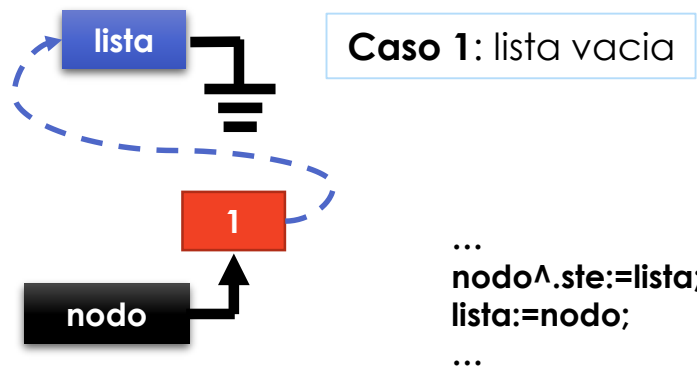 lista
Caso 1: lista vacia
1
nodo
...
nodo^.ste:=lista;
lista:=nodo;
...